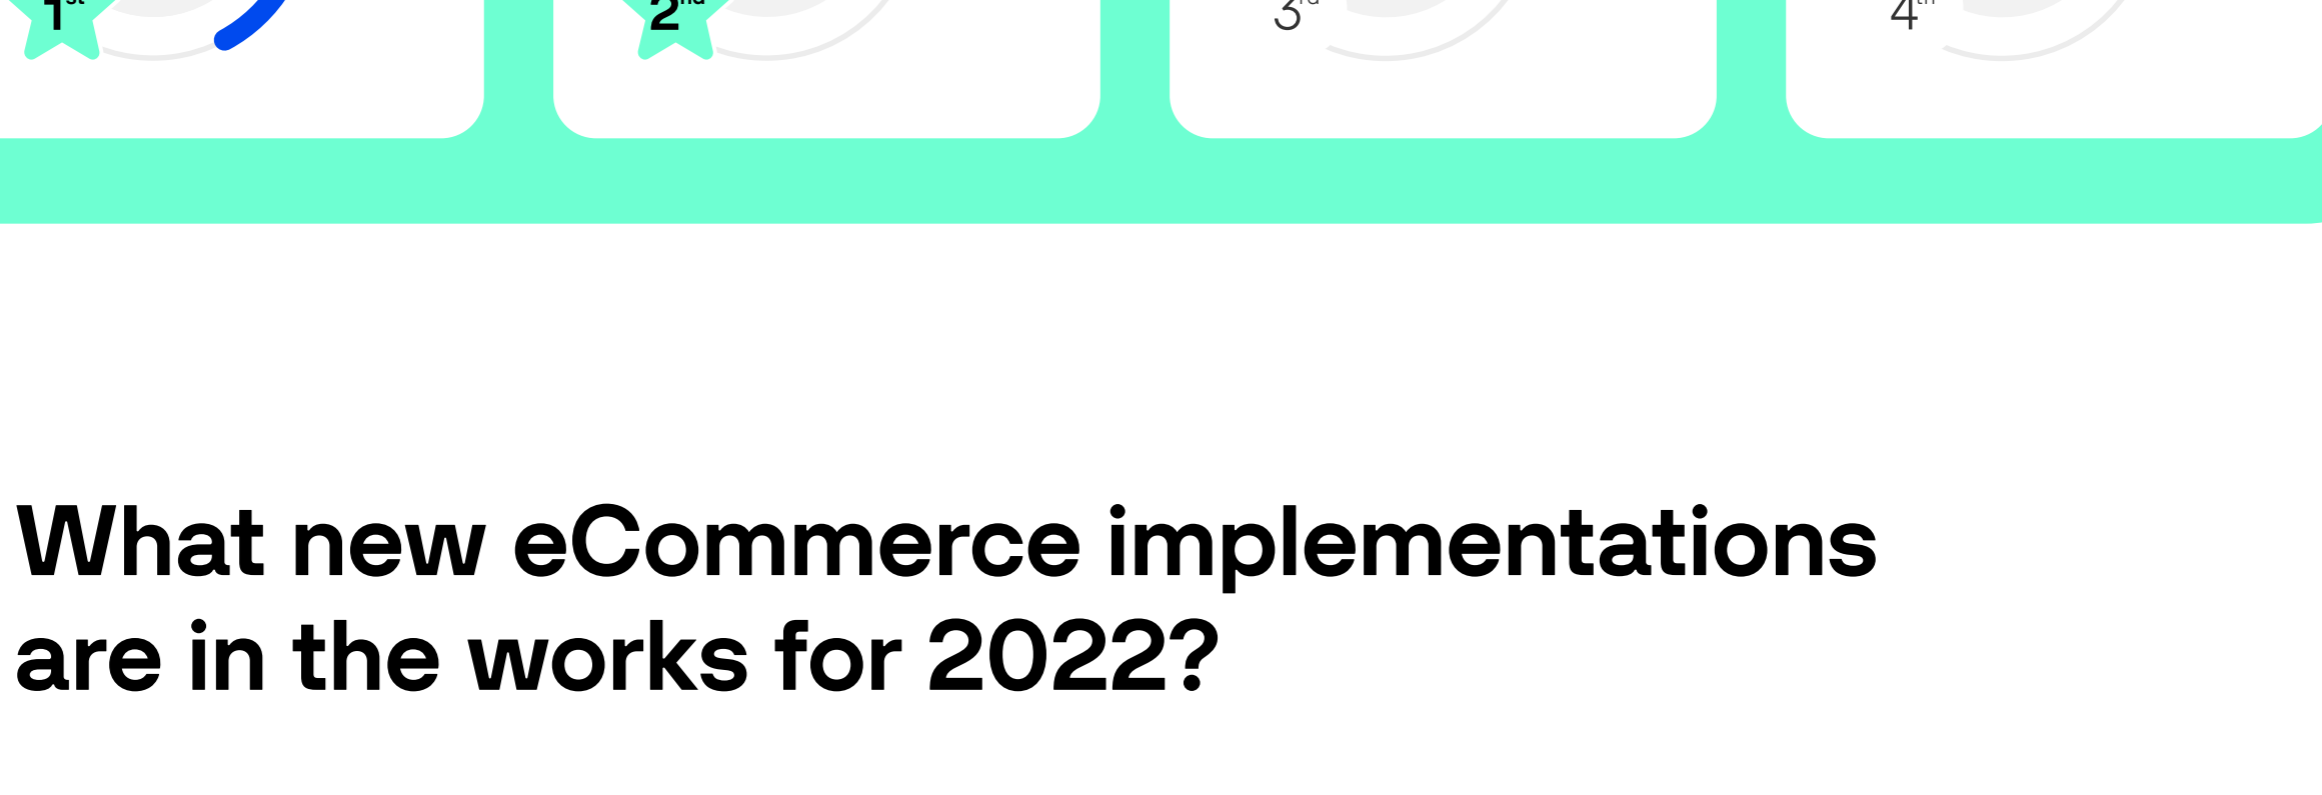 1st 2nd 3rd 4th
What new eCommerce implementations
are in the works for 2022?